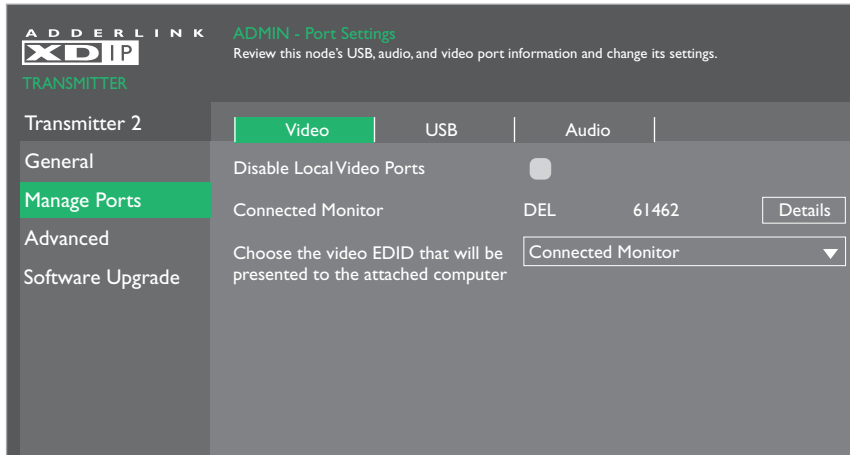 ADDERLINK
XDIP
TRANSMITTER
ADMIN - Port Settings
Review this node's USB, audio, and video port information and change its settings.
Transmitter 2
General
Manage Ports
Advanced
Software Upgrade
Video USB Audio
Disable Local Video Ports
Connected Monitor DEL 61462 Details
Choose the video EDID that will be
presented to the attached computer
Connected Monitor